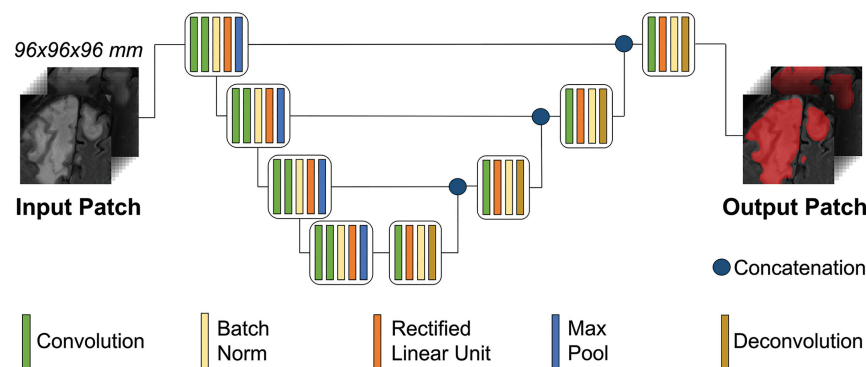 96x96x96 mm
Input Patch
Output Patch
Concatenation
Convolution
Batch
Norm
Rectified
Linear Unit
Max
Pool
Deconvolution